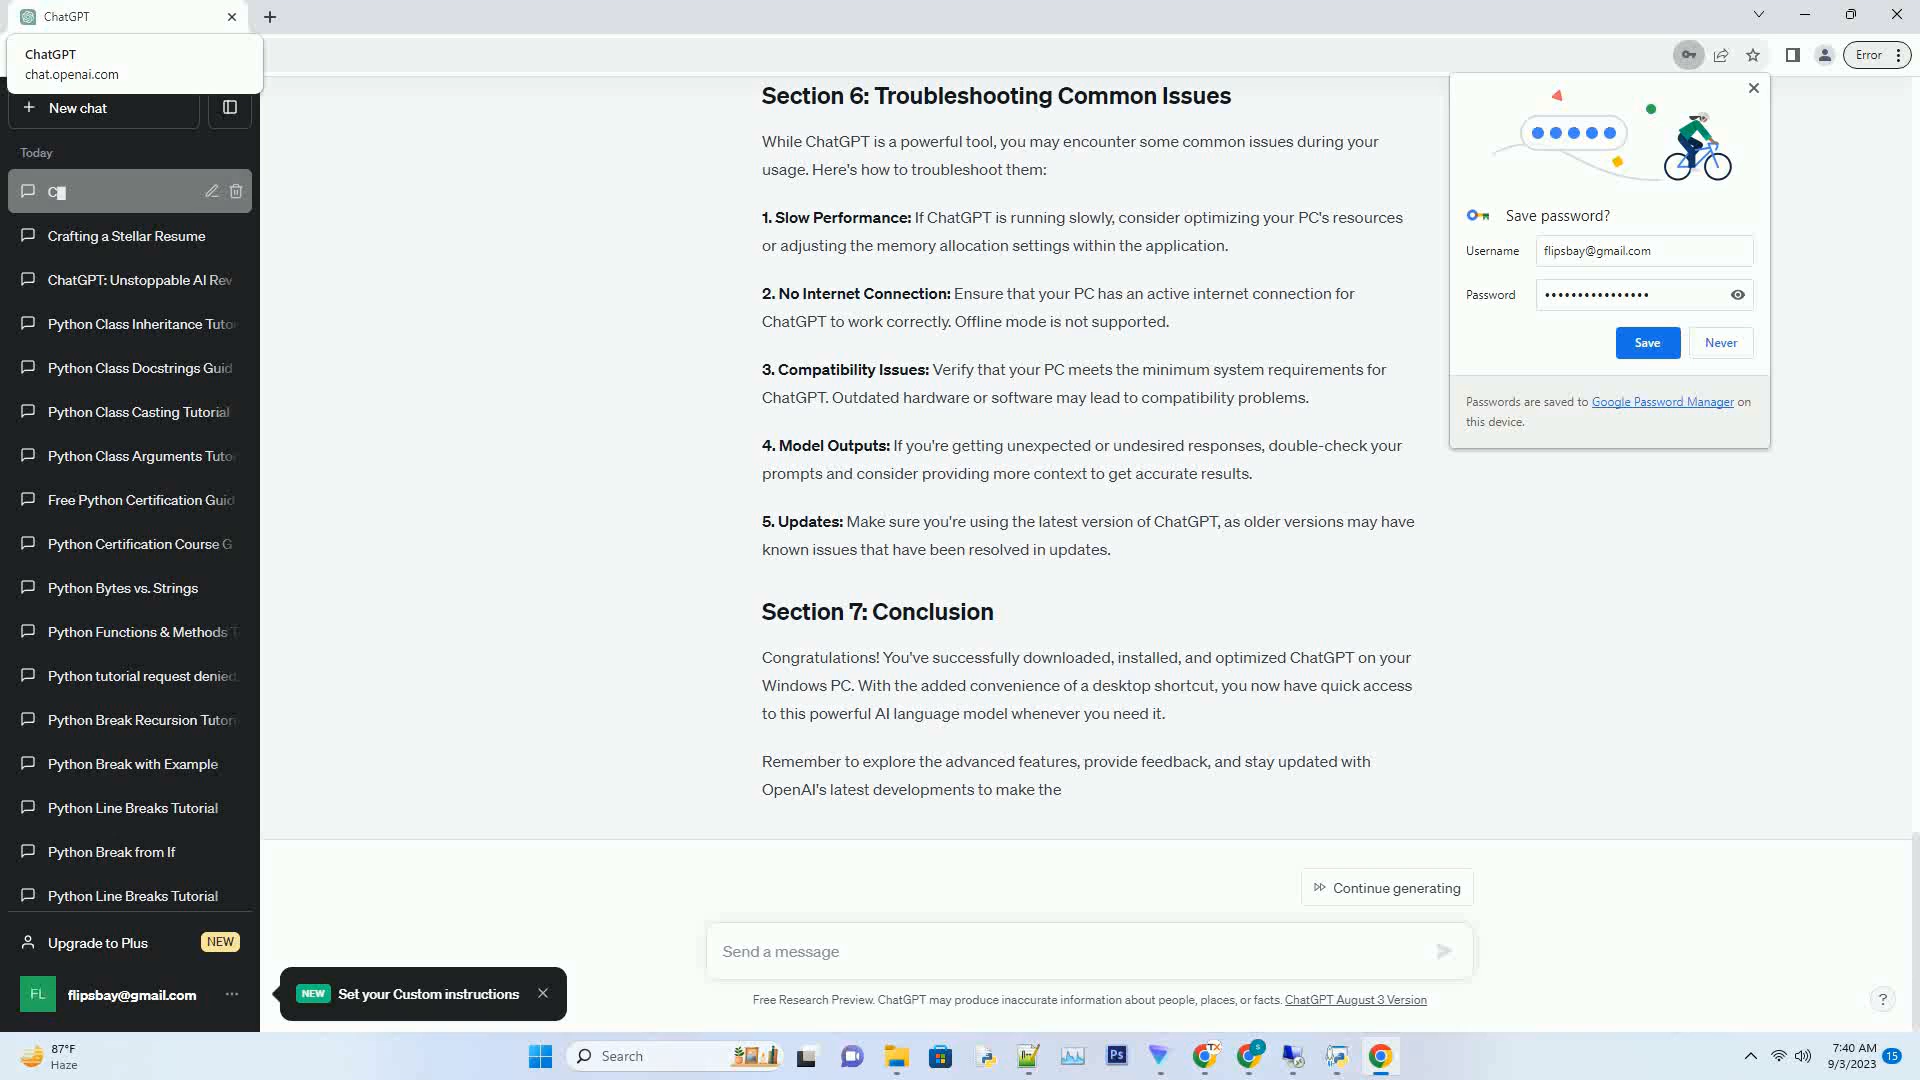 ChatGPT
ChatGPT
chat.openai.com
Error
New chat
Today
C
Crafting a Stellar Resume
ChatGPT: Unstoppable AI Rev
Python Class Inheritance Tuto
Python Class Docstrings Guid
Python Class Casting Tutorial
Python Class Arguments Tuto
Free Python Certification Guid
Python Certification Course G
Python Bytes vs. Strings
Python Functions & Methods T
Python tutorial request denied.
Python Break Recursion Tutori
Python Break with Example
Python Line Breaks Tutorial
Python Break from If
Python Line Breaks Tutorial
Upgrade to Plus
NEW
FL
flipsbay@gmail.com
Section 6: Troubleshooting Common Issues
While ChatGPT is a powerful tool, you may encounter some common issues during your
usage. Here's how to troubleshoot them:
1. Slow Performance: If ChatGPT is running slowly, consider optimizing your PC's resources
or adjusting the memory allocation settings within the application.
2. No Internet Connection: Ensure that your PC has an active internet connection for
ChatGPT to work correctly. Offline mode is not supported.
3. Compatibility Issues: Verify that your PC meets the minimum system requirements for
ChatGPT. Outdated hardware or software may lead to compatibility problems.
4. Model Outputs: If you're getting unexpected or undesired responses, double-check your
prompts and consider providing more context to get accurate results.
5. Updates: Make sure you're using the latest version of ChatGPT, as older versions may have
known issues that have been resolved in updates.
Section 7: Conclusion
Congratulations! You've successfully downloaded, installed, and optimized ChatGPT on your
Windows PC. With the added convenience of a desktop shortcut, you now have quick access
to this powerful AI language model whenever you need it.
Remember to explore the advanced features, provide feedback, and stay updated with
OpenAI's latest developments to make the
Save password?
Username
flipsbay@gmail.com
Password
••••••••••••••••
Save
Never
Passwords are saved to Google Password Manager on
this device.
Continue generating
Send a message
NEW
Set your Custom instructions
Free Research Preview. ChatGPT may produce inaccurate information about people, places, or facts. ChatGPT August 3 Version
?
87°F
Haze
Search
Ps
TX
S
7:40 AM
9/3/2023
15